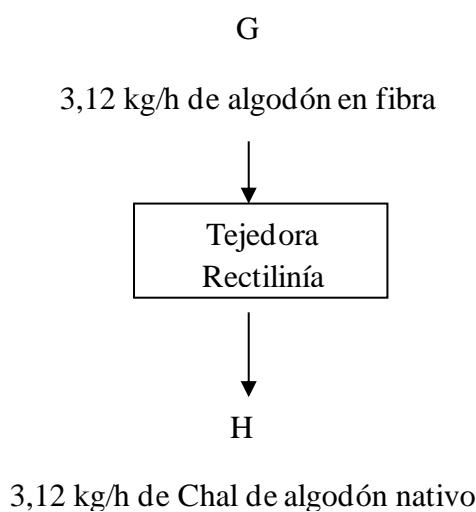 G
3,12 kg/h de algodón en fibra
Tejedora
Rectilinía
H
3,12 kg/h de Chal de algodón nativo